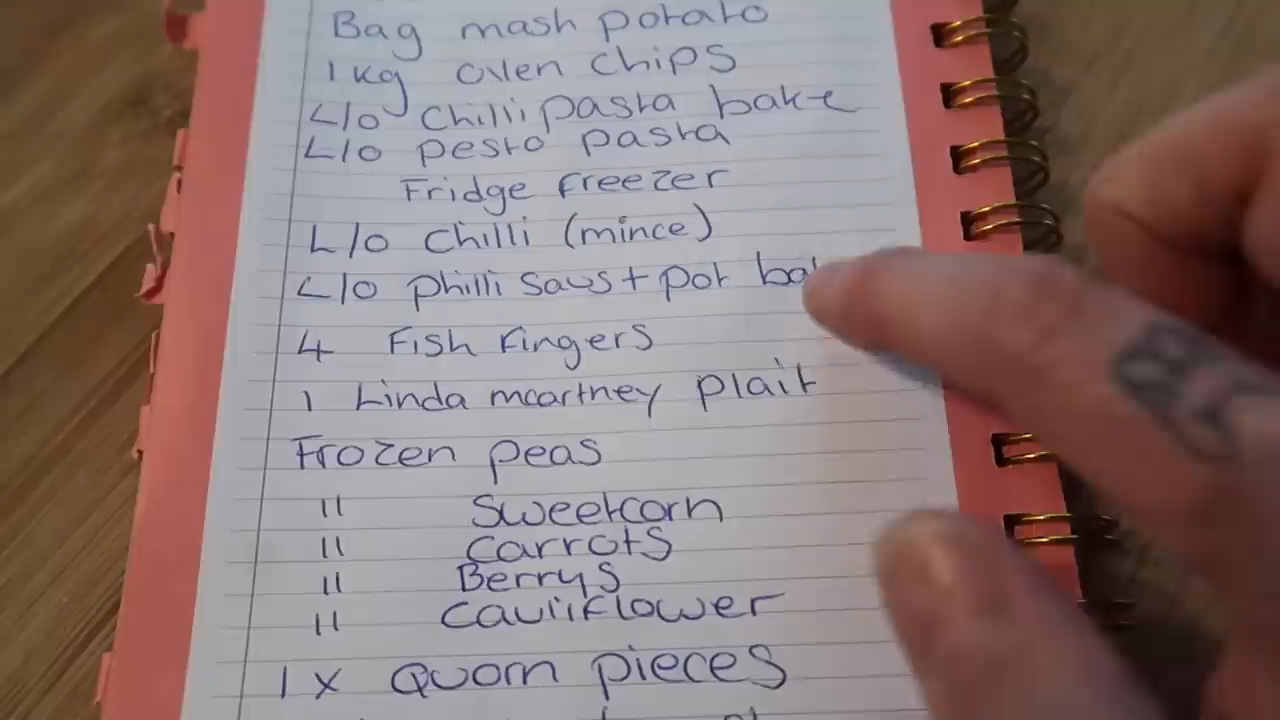 Bag mash potato
1kg oven chips
L/O chilli pasta bake
L/O pesto pasta
Fridge freezer
L/O chilli (mince)
L/O philli saus + pot
4 Fish Fingers
1 Linda mcartney plait
Frozen peas
" Sweetcorn
" carrots
" Berrys
" cauliflower
1 x Quorn pieces